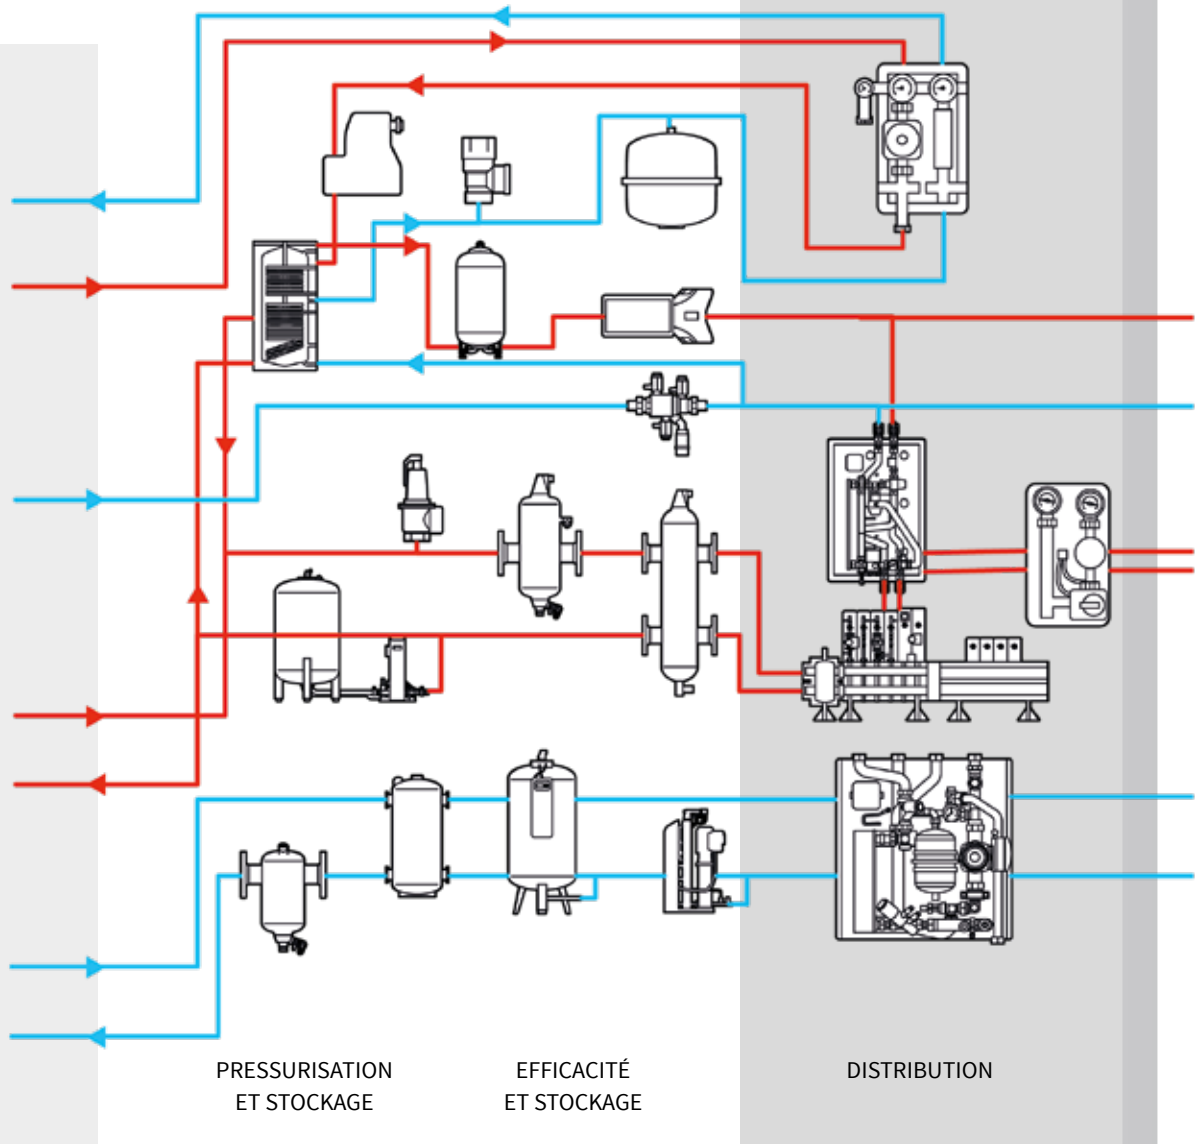 PRESSURISATION
ET STOCKAGE
EFFICACITÉ
ET STOCKAGE
DISTRIBUTION